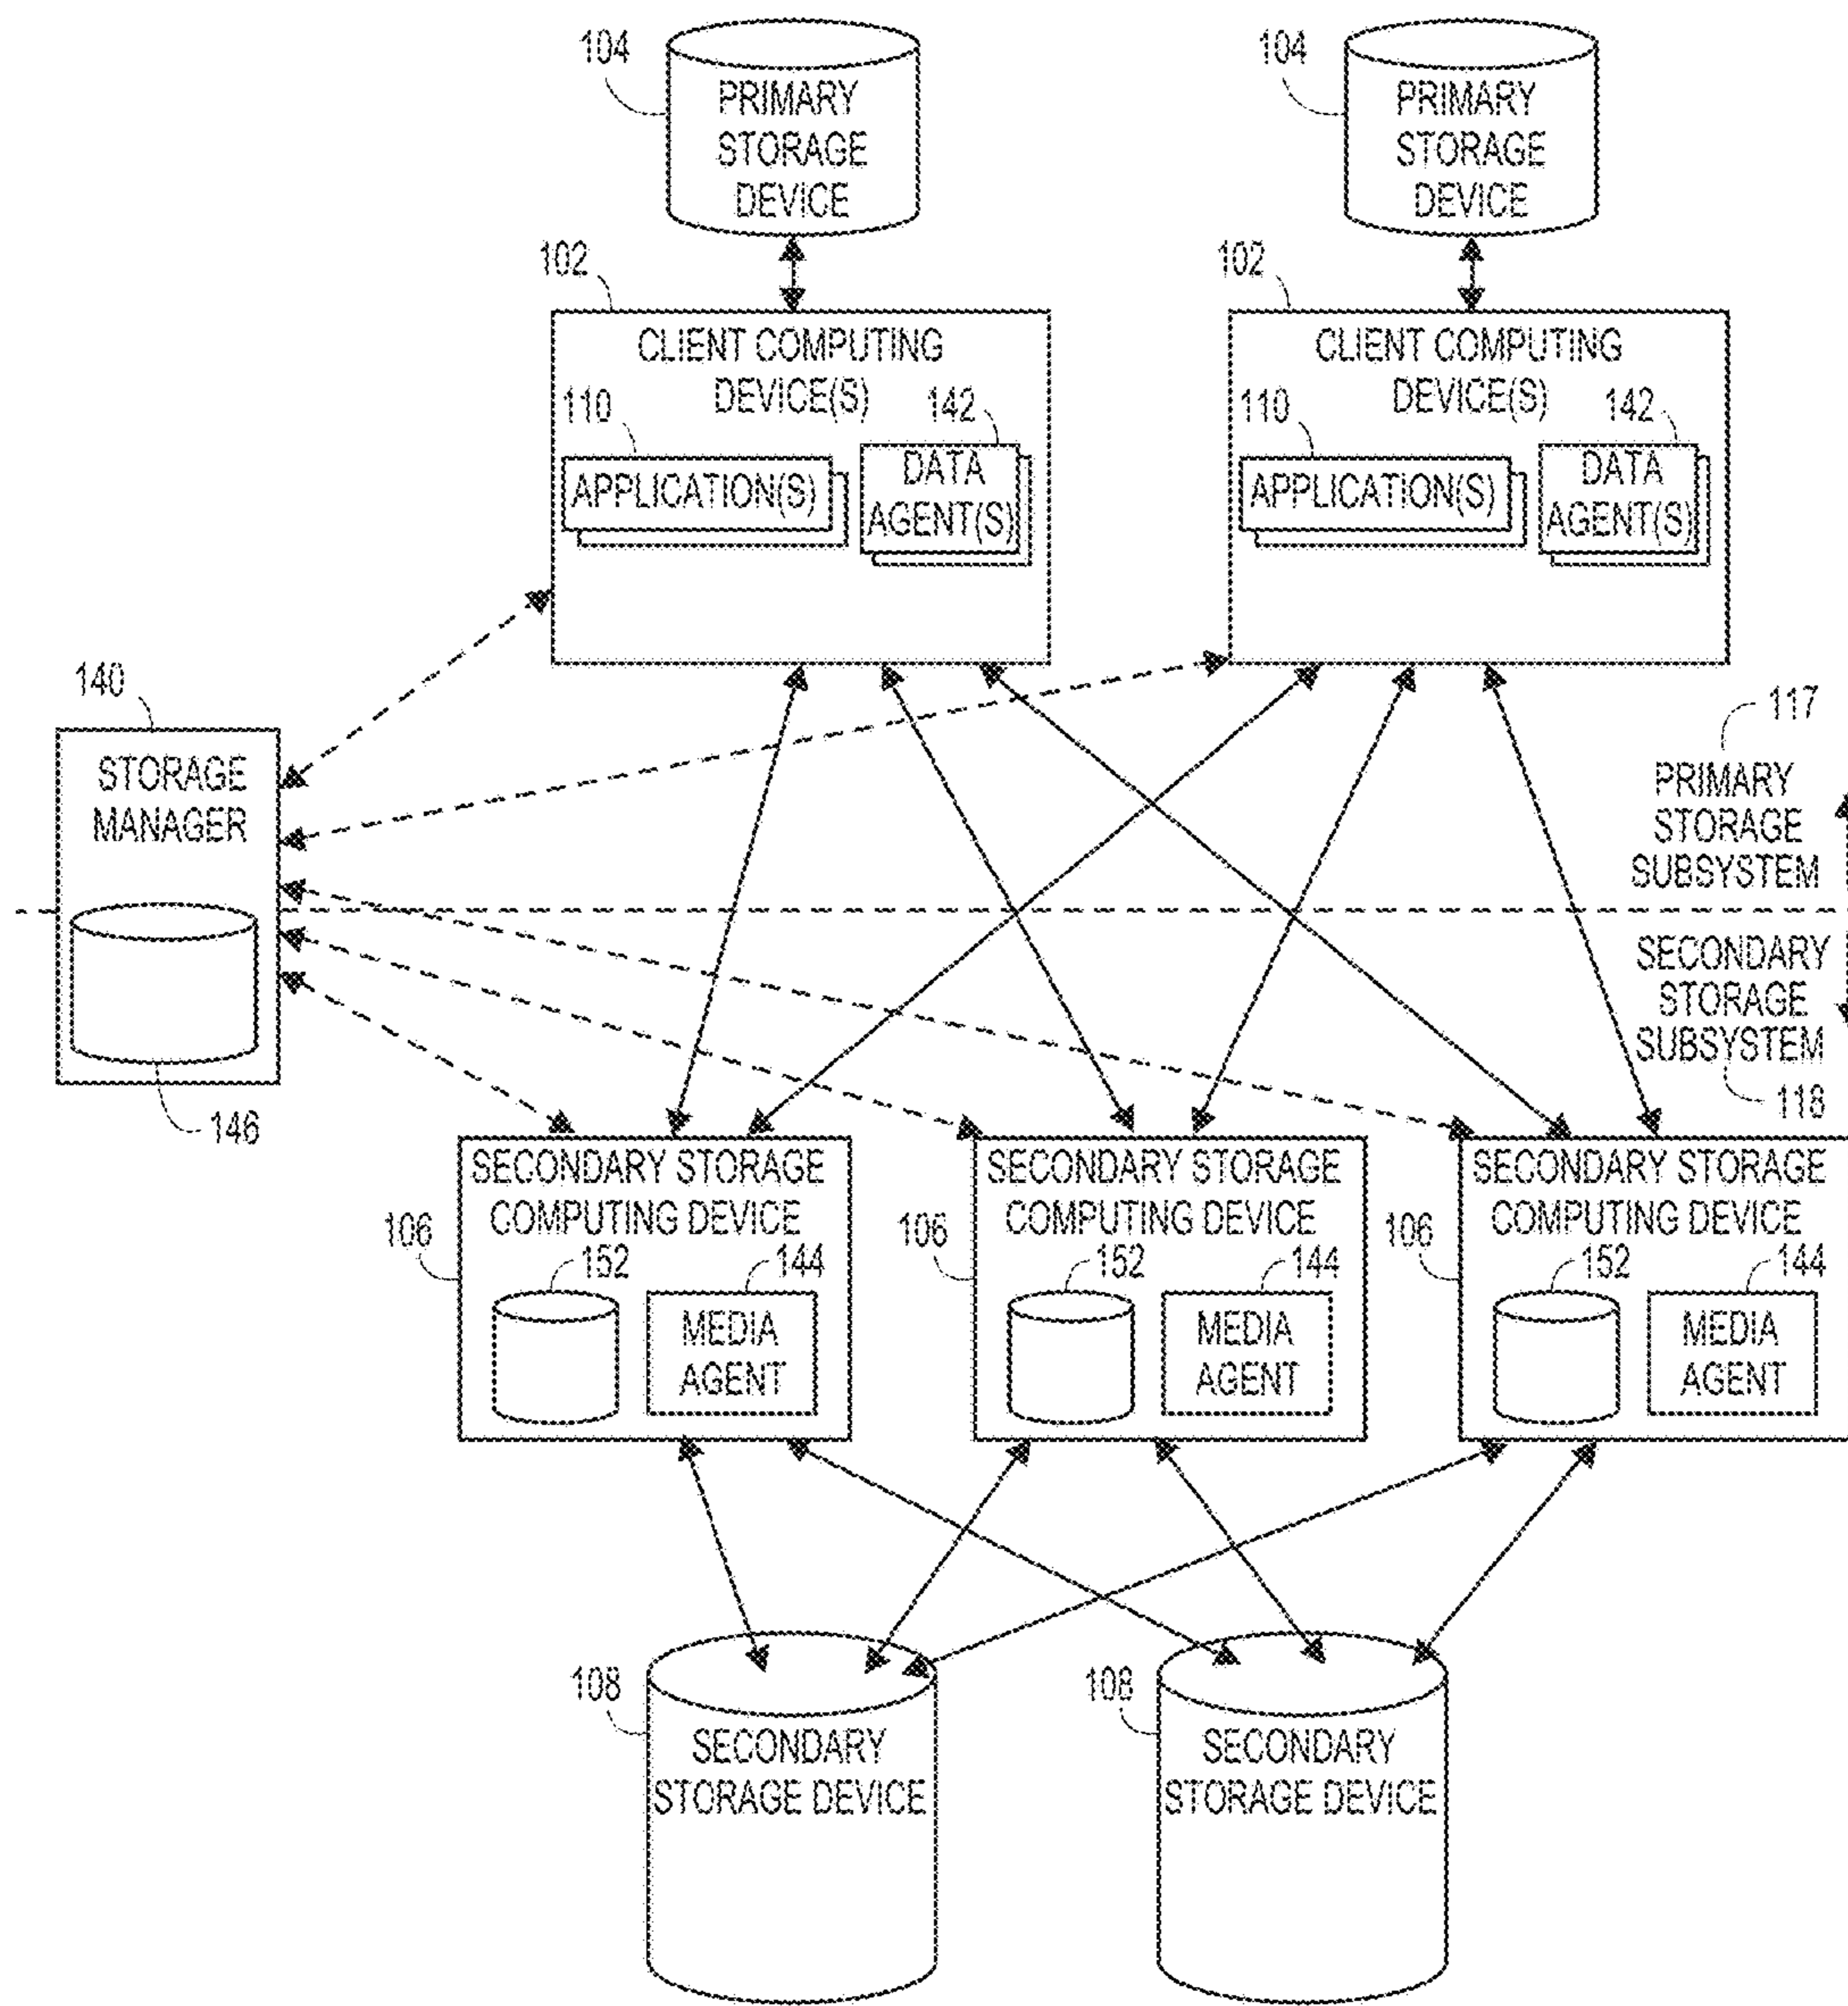 104
PRIMARY
STORAGE
DEVICE
104
PRIMARY
STORAGE
DEVICE
102
CLIENT COMPUTING
DEVICE(S)
110
142
APPLICATION(S)
DATA
AGENT(S)
102
CLIENT COMPUTING
DEVICE(S)
110
142
APPLICATION(S)
DATA
AGENT(S)
140
STORAGE
MANAGER
146
117
PRIMARY
STORAGE
SUBSYSTEM
SECONDARY
STORAGE
SUBSYSTEM
118
106
SECONDARY STORAGE
COMPUTING DEVICE
152
144
MEDIA
AGENT
106
SECONDARY STORAGE
COMPUTING DEVICE
152
144
MEDIA
AGENT
106
SECONDARY STORAGE
COMPUTING DEVICE
152
144
MEDIA
AGENT
108
SECONDARY
STORAGE DEVICE
108
SECONDARY
STORAGE DEVICE